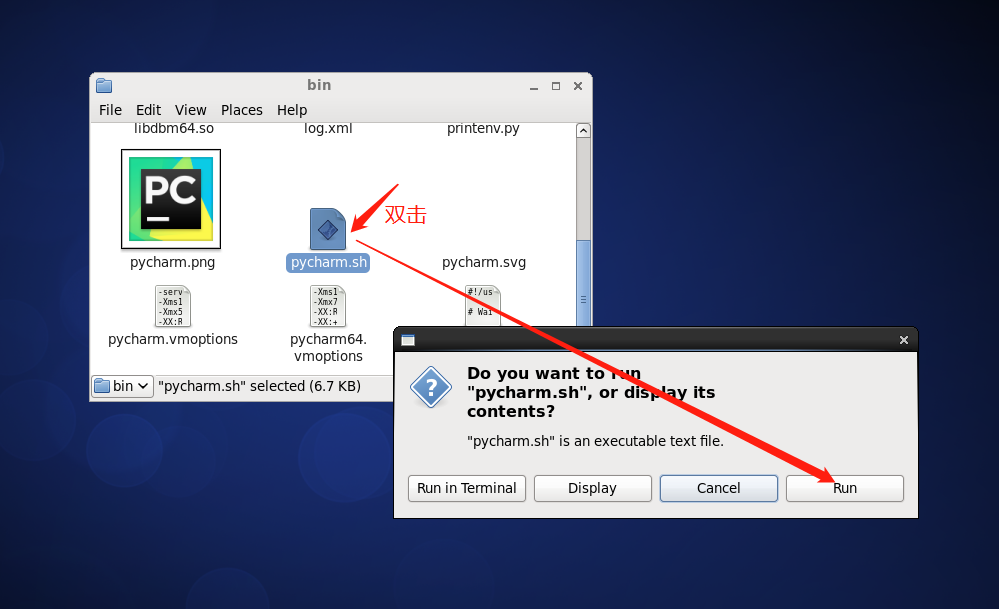 bin
File Edit View Places Help
libdbm64.so log.xml printenv.py
PC
双击
pycharm.png pycharm.sh pycharm.svg
-serv -Xms1 #!/us
-Xms1 -Xmx7
-Xmx5 -XX:R # Wai
-XX:R -XX:+
pycharm.vmoptions pycharm64.
vmoptions
bin "pycharm.sh" selected (6.7 KB)
?
Do you want to run
"pycharm.sh", or display its
contents?
"pycharm.sh" is an executable text file.
Run in Terminal Display Cancel Run